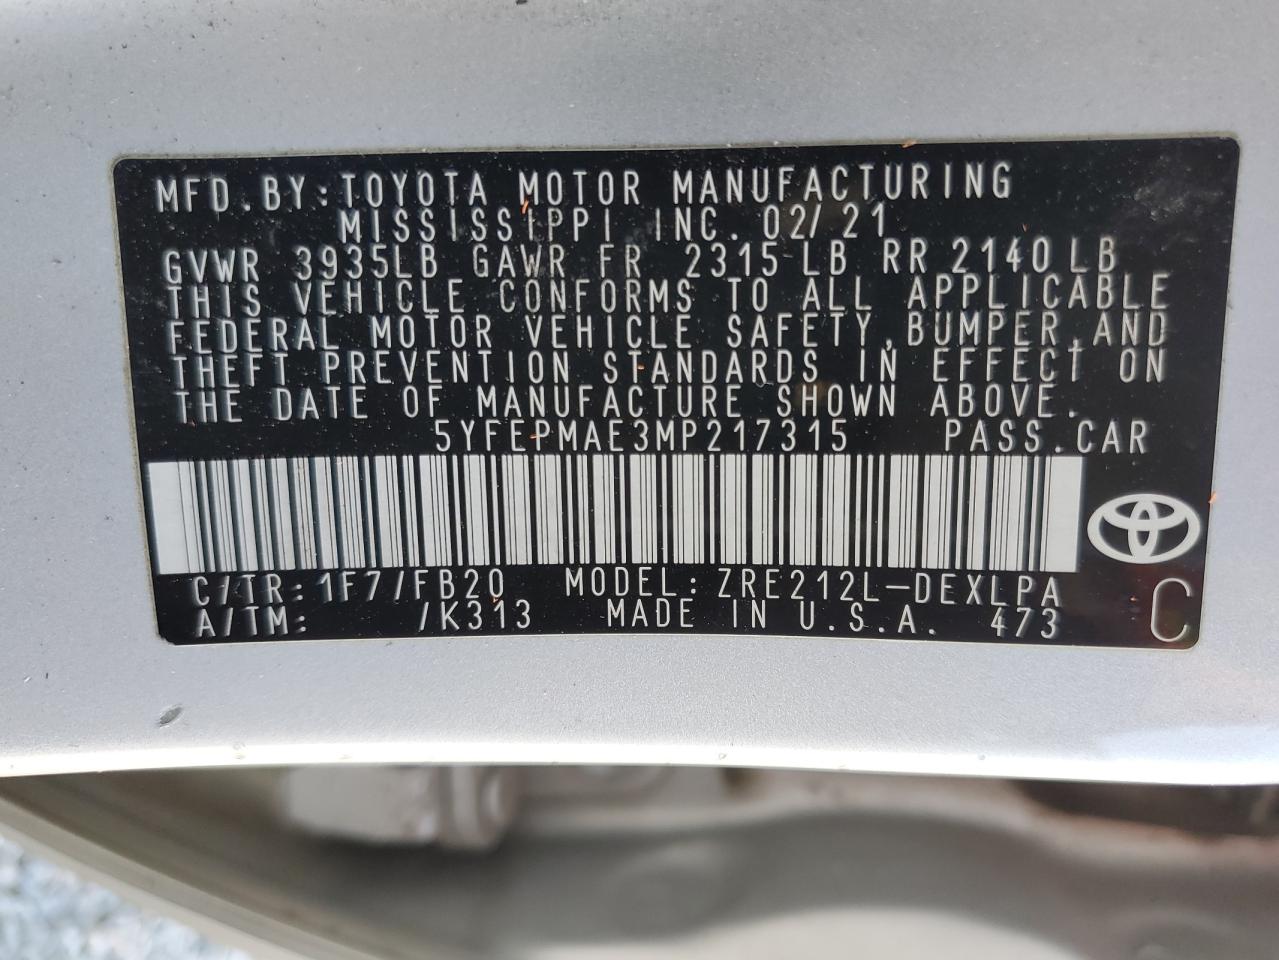 MFD.BY:TOYOTA MOTOR MANUFACTURING
MISSISSIPPI INC. 02/21
GVWR 3935LB GAWR FR 2315 LB RR 2140 LB
THIS VEHICLE CONFORMS TO ALL APPLICABLE
FEDERAL MOTOR VEHICLE SAFETY,BUMPER,AND
THEFT PREVENTION STANDARDS IN EFFECT ON
THE DATE OF MANUFACTURE SHOWN ABOVE.
5YFEPMAE3MP217315 PASS.CAR
C/TR:1F7/FB20 MODEL:ZRE212L-DEXLPA
A/TM: /K313 MADE IN U.S.A. 473 C